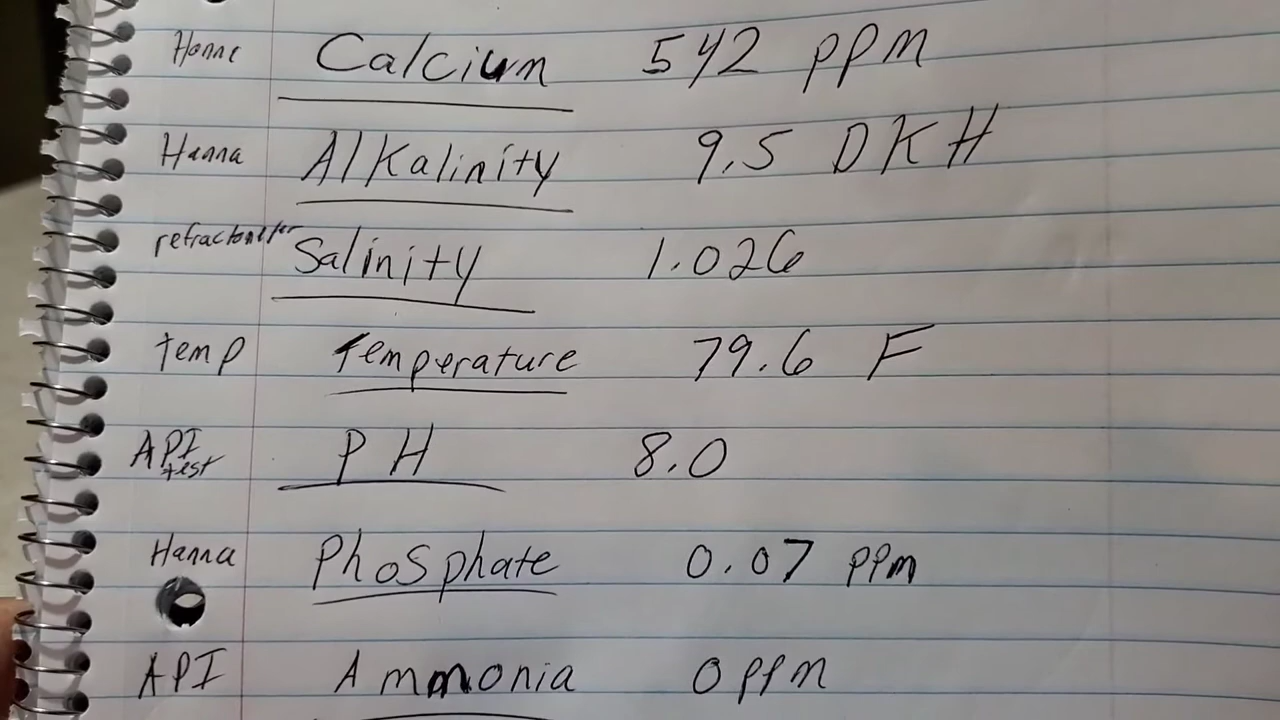 Hanna Calcium 542 ppm
Hanna Alkalinity 9.5 DKH
refractometer Salinity 1.026
temp Temperature 79.6 F
API test PH 8.0
Hanna Phosphate 0.07 ppm
API Ammonia 0 ppm